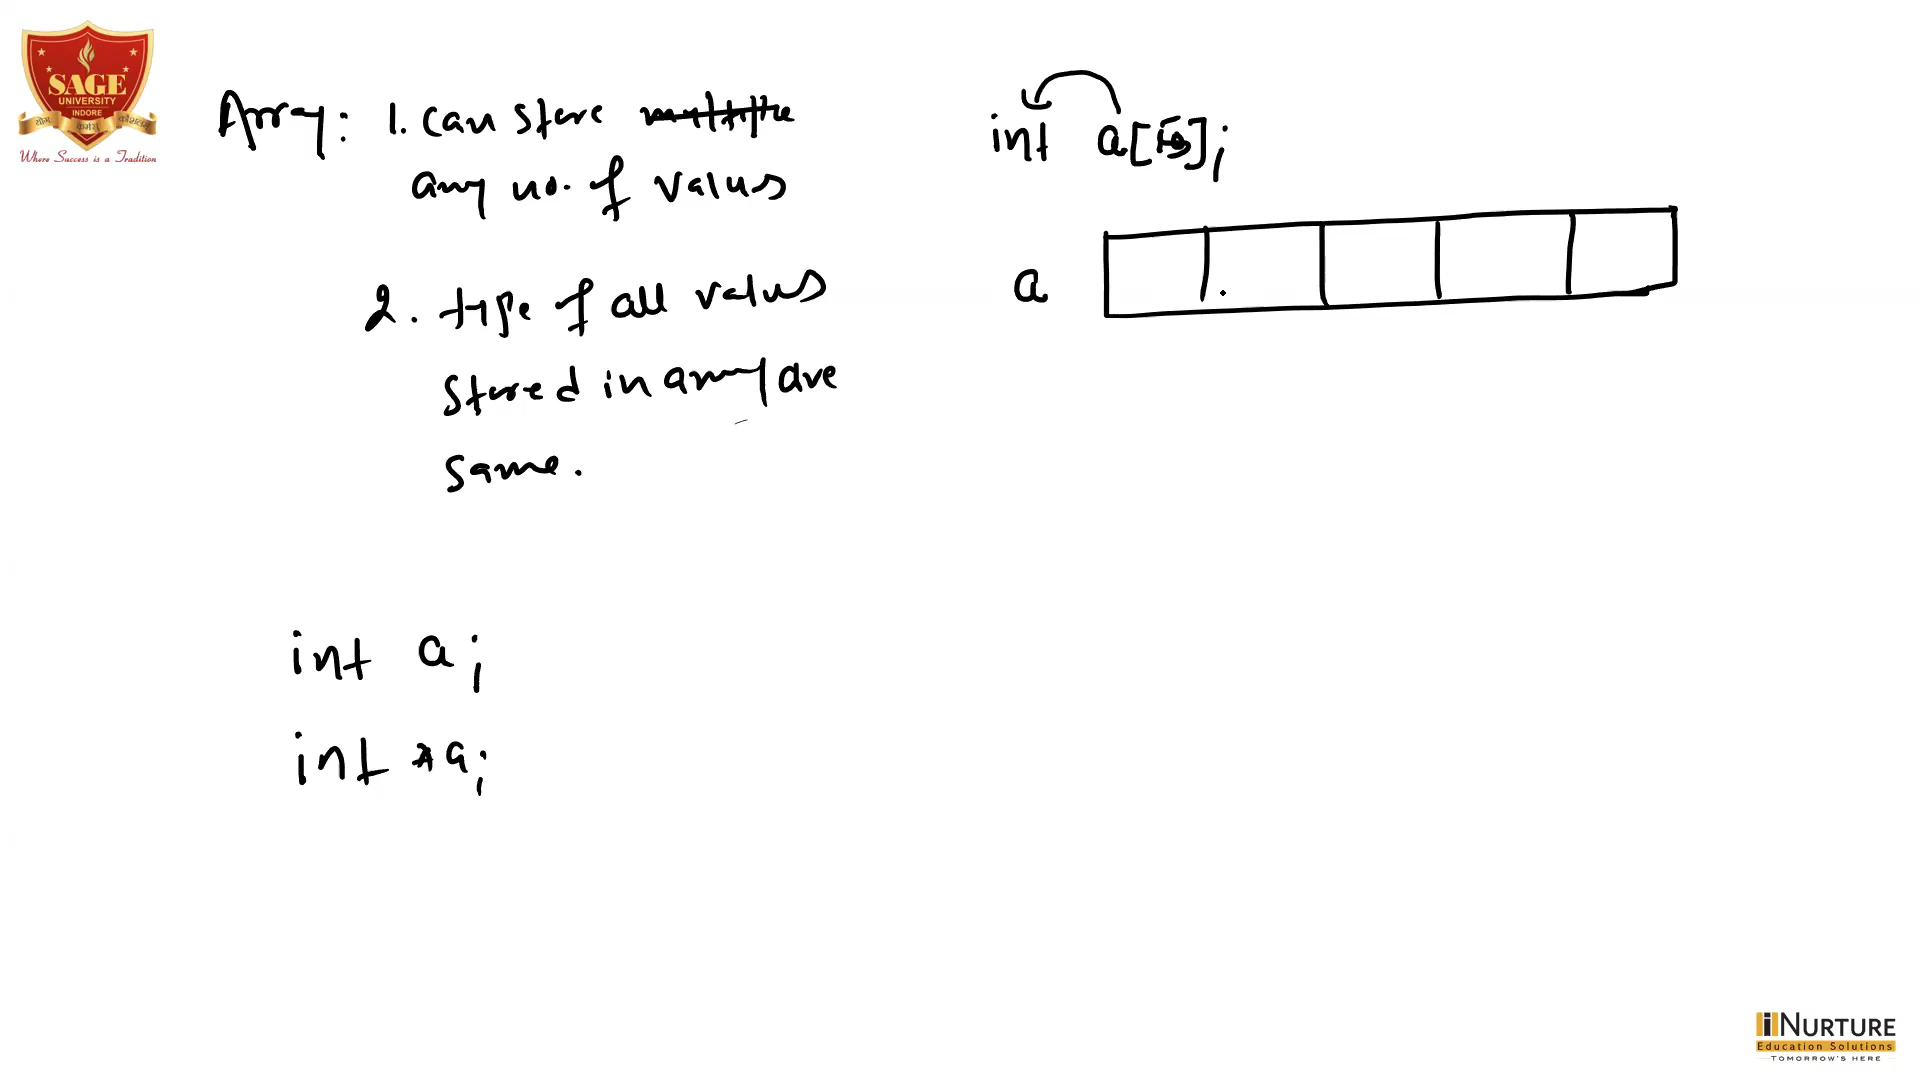 SAGE
UNIVERSITY
INDORE
Where Success is a Tradition
Array: 1. Can store
any no. of values
2. type of all values
stored in array are
same.
int a;
int *a;
int a[5];
a
iNURTURE
Education Solutions
TOMORROW'S HERE